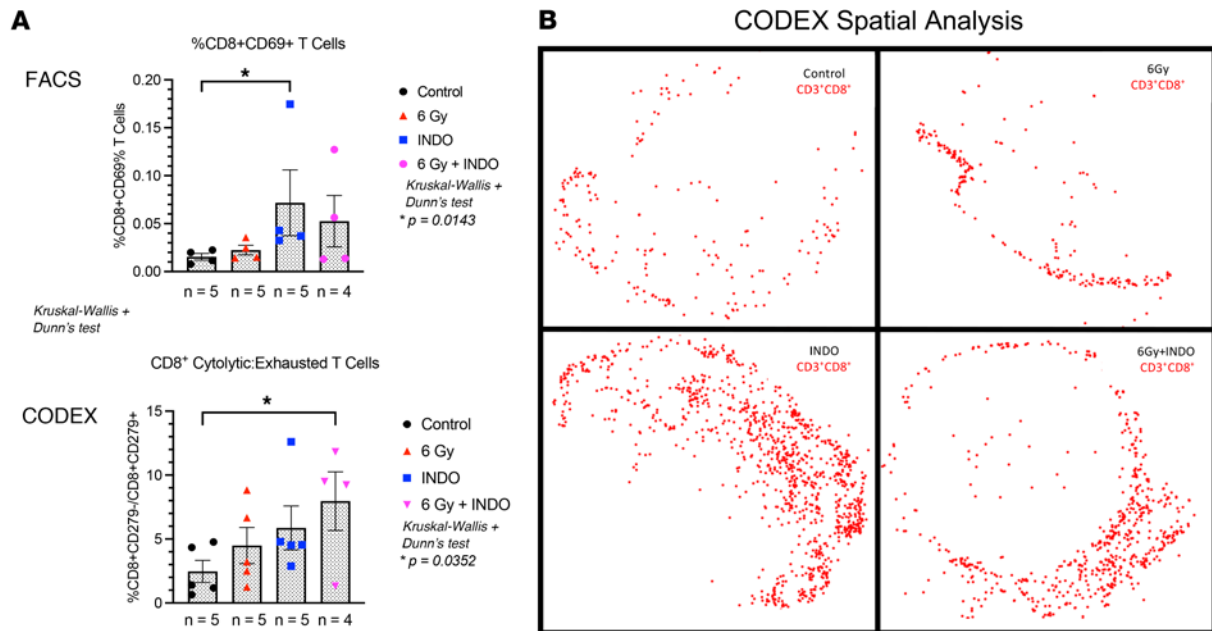 A
%CD8+CD69+ T Cells
FACS
%CD8+CD69% T Cells
0.20
0.15
0.10
0.05
0.00
*
n = 5 n = 5 n = 5 n = 4
Control
6 Gy
INDO
6 Gy + INDO
Kruskal-Wallis +
Dunn's test
* p = 0.0143
Kruskal-Wallis +
Dunn's test
CD8⁺ Cytolytic:Exhausted T Cells
CODEX
%CD8+CD279-/CD8+CD279+
15
10
5
0
*
n = 5 n = 5 n = 5 n = 4
Control
6 Gy
INDO
6 Gy + INDO
Kruskal-Wallis +
Dunn's test
* p = 0.0352
B
CODEX Spatial Analysis
Control
CD3⁺CD8⁺
6Gy
CD3⁺CD8⁺
INDO
CD3⁺CD8⁺
6Gy+INDO
CD3⁺CD8⁺